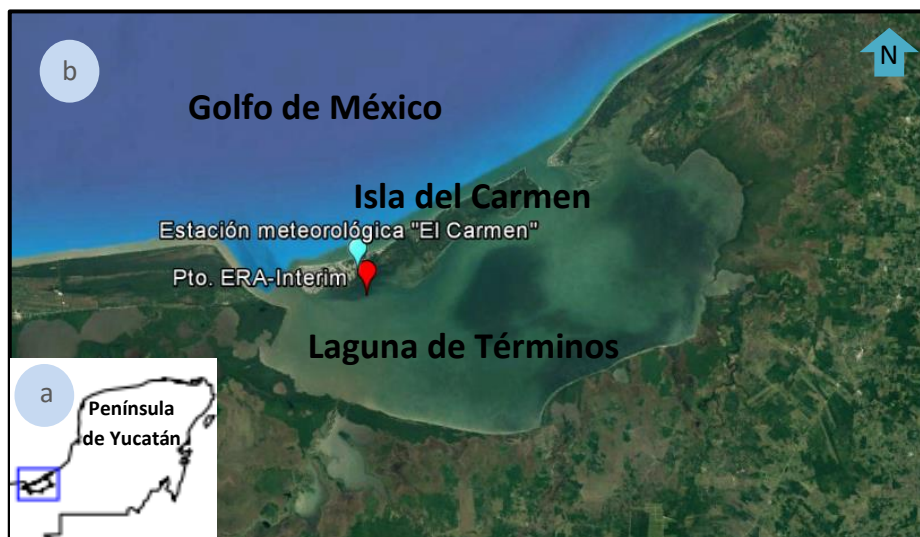 b
N
Golfo de México
Isla del Carmen
Estación meteorológica "El Carmen"
Pto. ERA-Interim
Laguna de Términos
a
Península
de Yucatán